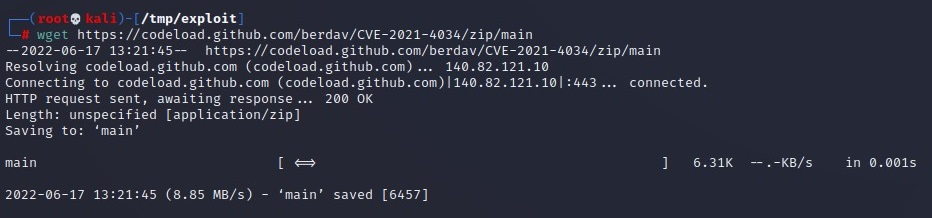 (root💀kali)-[/tmp/exploit]
# wget https://codeload.github.com/berdav/CVE-2021-4034/zip/main
--2022-06-17 13:21:45--  https://codeload.github.com/berdav/CVE-2021-4034/zip/main
Resolving codeload.github.com (codeload.github.com)... 140.82.121.10
Connecting to codeload.github.com (codeload.github.com)|140.82.121.10|:443... connected.
HTTP request sent, awaiting response... 200 OK
Length: unspecified [application/zip]
Saving to: ‘main’
main [ <=> ] 6.31K --.-KB/s in 0.001s
2022-06-17 13:21:45 (8.85 MB/s) - ‘main’ saved [6457]